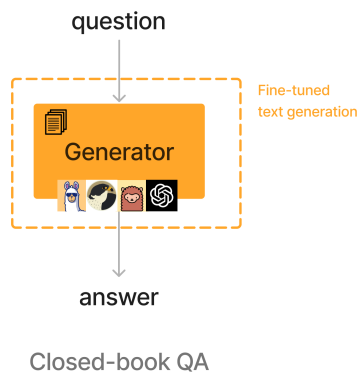 question
Fine-tuned
text generation
Generator
answer
Closed-book QA